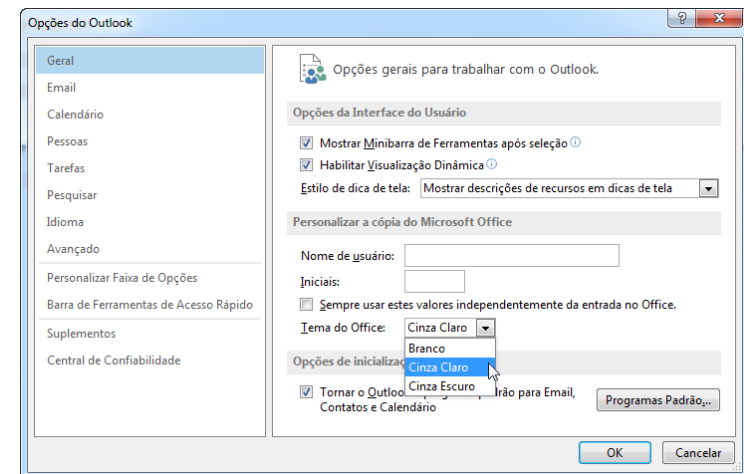 Opções do Outlook
Geral
Email
Calendário
Pessoas
Tarefas
Pesquisar
Idioma
Avançado
Personalizar Faixa de Opções
Barra de Ferramentas de Acesso Rápido
Suplementos
Central de Confiabilidade
Opções gerais para trabalhar com o Outlook.
Opções da Interface do Usuário
Mostrar Minibarra de Ferramentas após seleção
Habilitar Visualização Dinâmica
Estilo de dica de tela: Mostrar descrições de recursos em dicas de tela
Personalizar a cópia do Microsoft Office
Nome de usuário:
Iniciais:
Sempre usar estes valores independentemente da entrada no Office.
Tema do Office: Cinza Claro
Branco
Cinza Claro
Cinza Escuro
Opções de
Tornar o para Email,
Contatos e Calendário
Programas Padrão...
OK Cancelar